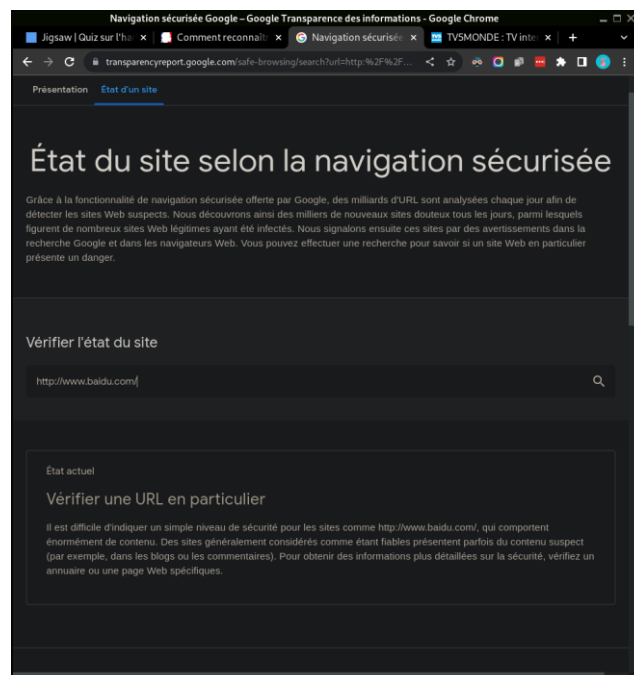 Navigation sécurisée Google – Google Transparence des informations - Google Chrome
Jigsaw | Quiz sur l'ha
Comment reconnaîtr
Navigation sécurisée
TV5MONDE : TV inter
transparencyreport.google.com/safe-browsing/search?url=http:%2F%2F...
Présentation État d'un site
État du site selon la navigation sécurisée
Grâce à la fonctionnalité de navigation sécurisée offerte par Google, des milliards d'URL sont analysées chaque jour afin de
détecter les sites Web suspects. Nous découvrons ainsi des milliers de nouveaux sites douteux tous les jours, parmi lesquels
figurent de nombreux sites Web légitimes ayant été infectés. Nous signalons ensuite ces sites par des avertissements dans la
recherche Google et dans les navigateurs Web. Vous pouvez effectuer une recherche pour savoir si un site Web en particulier
présente un danger.
Vérifier l'état du site
http://www.baidu.com/
État actuel
Vérifier une URL en particulier
Il est difficile d'indiquer un simple niveau de sécurité pour les sites comme http://www.baidu.com/, qui comportent
énormément de contenu. Des sites généralement considérés comme étant fiables présentent parfois du contenu suspect
(par exemple, dans les blogs ou les commentaires). Pour obtenir des informations plus détaillées sur la sécurité, vérifiez un
annuaire ou une page Web spécifiques.